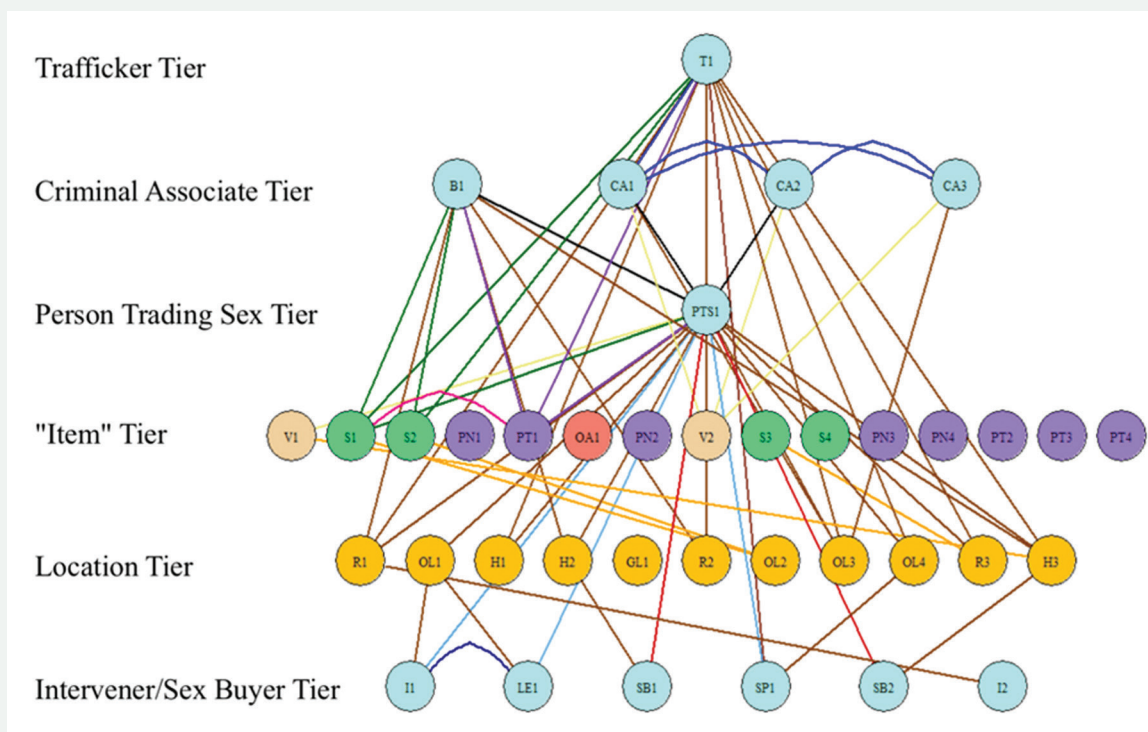 Trafficker Tier
T1
Criminal Associate Tier
B1 CA1 CA2 CA3
Person Trading Sex Tier
PTS1
"Item" Tier
V1 S1 S2 PN1 PT1 OA1 PN2 V2 S3 S4 PN3 PN4 PT2 PT3 PT4
Location Tier
R1 OL1 H1 H2 GL1 R2 OL2 OL3 OL4 R3 H3
Intervener/Sex Buyer Tier
I1 LE1 SB1 SP1 SB2 I2